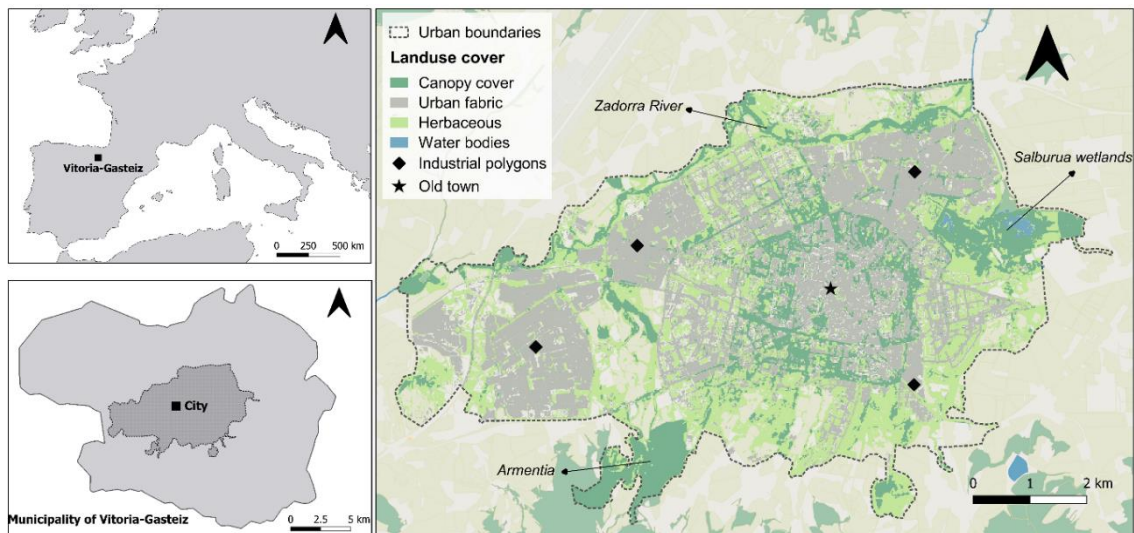 Vitoria-Gasteiz
0 250 500 km
City
Municipality of Vitoria-Gasteiz
0 2.5 5 km
Urban boundaries
Landuse cover
Canopy cover
Urban fabric
Herbaceous
Water bodies
Industrial polygons
Old town
Zadorra River
Salburua wetlands
Armentia
0 1 2 km